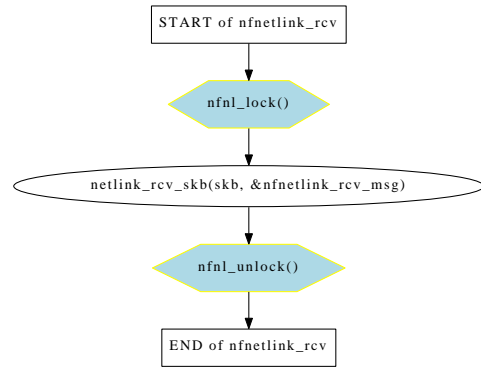 START of nfnetlink_rcv
nfnl_lock()
netlink_rcv_skb(skb, &nfnetlink_rcv_msg)
nfnl_unlock()
END of nfnetlink_rcv